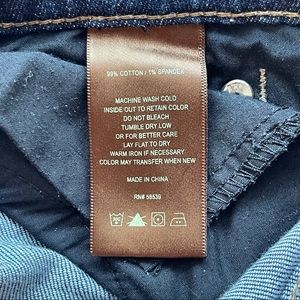 99% COTTON / 1% SPANDEX
MACHINE WASH COLD
INSIDE OUT TO RETAIN COLOR
DO NOT BLEACH
TUMBLE DRY LOW
OR FOR BETTER CARE
LAY FLAT TO DRY
WARM IRON IF NECESSARY
COLOR MAY TRANSFER WHEN NEW
MADE IN CHINA
RN# 58539